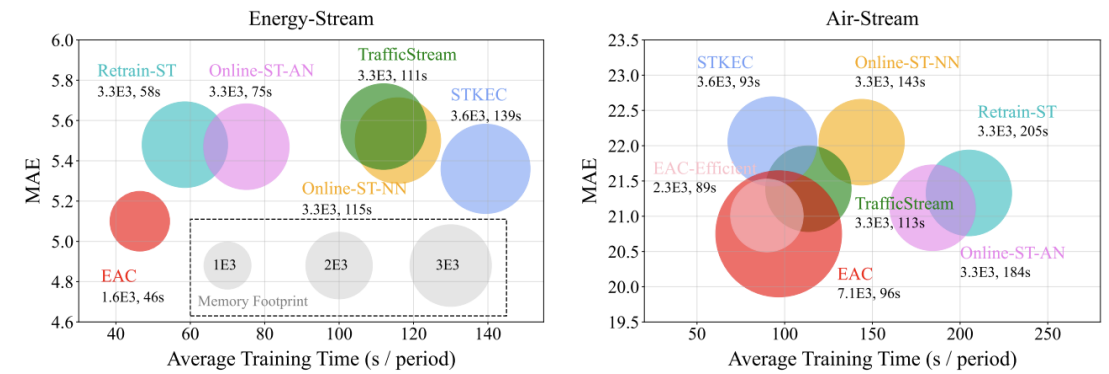 Energy-Stream
6.0
5.8
5.6
5.4
5.2
5.0
4.8
4.6
MAE
Retrain-ST
3.3E3, 58s
Online-ST-AN
3.3E3, 75s
TrafficStream
3.3E3, 111s
STKEC
3.6E3, 139s
Online-ST-NN
3.3E3, 115s
EAC
1.6E3, 46s
1E3
2E3
3E3
Memory Footprint
40
60
80
100
120
140
Average Training Time (s / period)
Air-Stream
23.5
23.0
22.5
22.0
21.5
21.0
20.5
20.0
19.5
MAE
STKEC
3.6E3, 93s
Online-ST-NN
3.3E3, 143s
Retrain-ST
3.3E3, 205s
EAC-Efficient
2.3E3, 89s
TrafficStream
3.3E3, 113s
Online-ST-AN
3.3E3, 184s
EAC
7.1E3, 96s
50
100
150
200
250
Average Training Time (s / period)